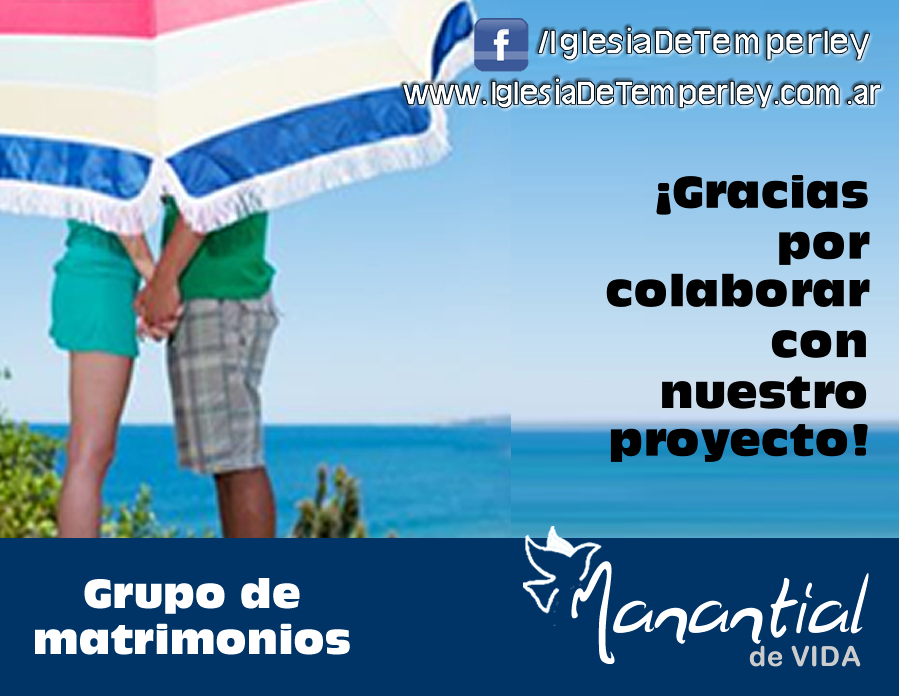 /IglesiaDeTemperley
www.IglesiaDeTemperley.com.ar
¡Gracias
por
colaborar
con
nuestro
proyecto!
Grupo de
matrimonios
Manantial
de VIDA